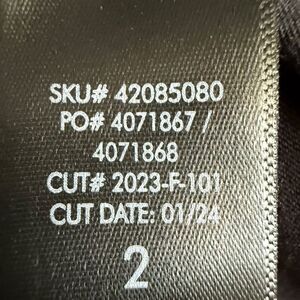 SKU# 42085080
PO# 4071867 /
4071868
CUT# 2023-F-101
CUT DATE: 01/24
2